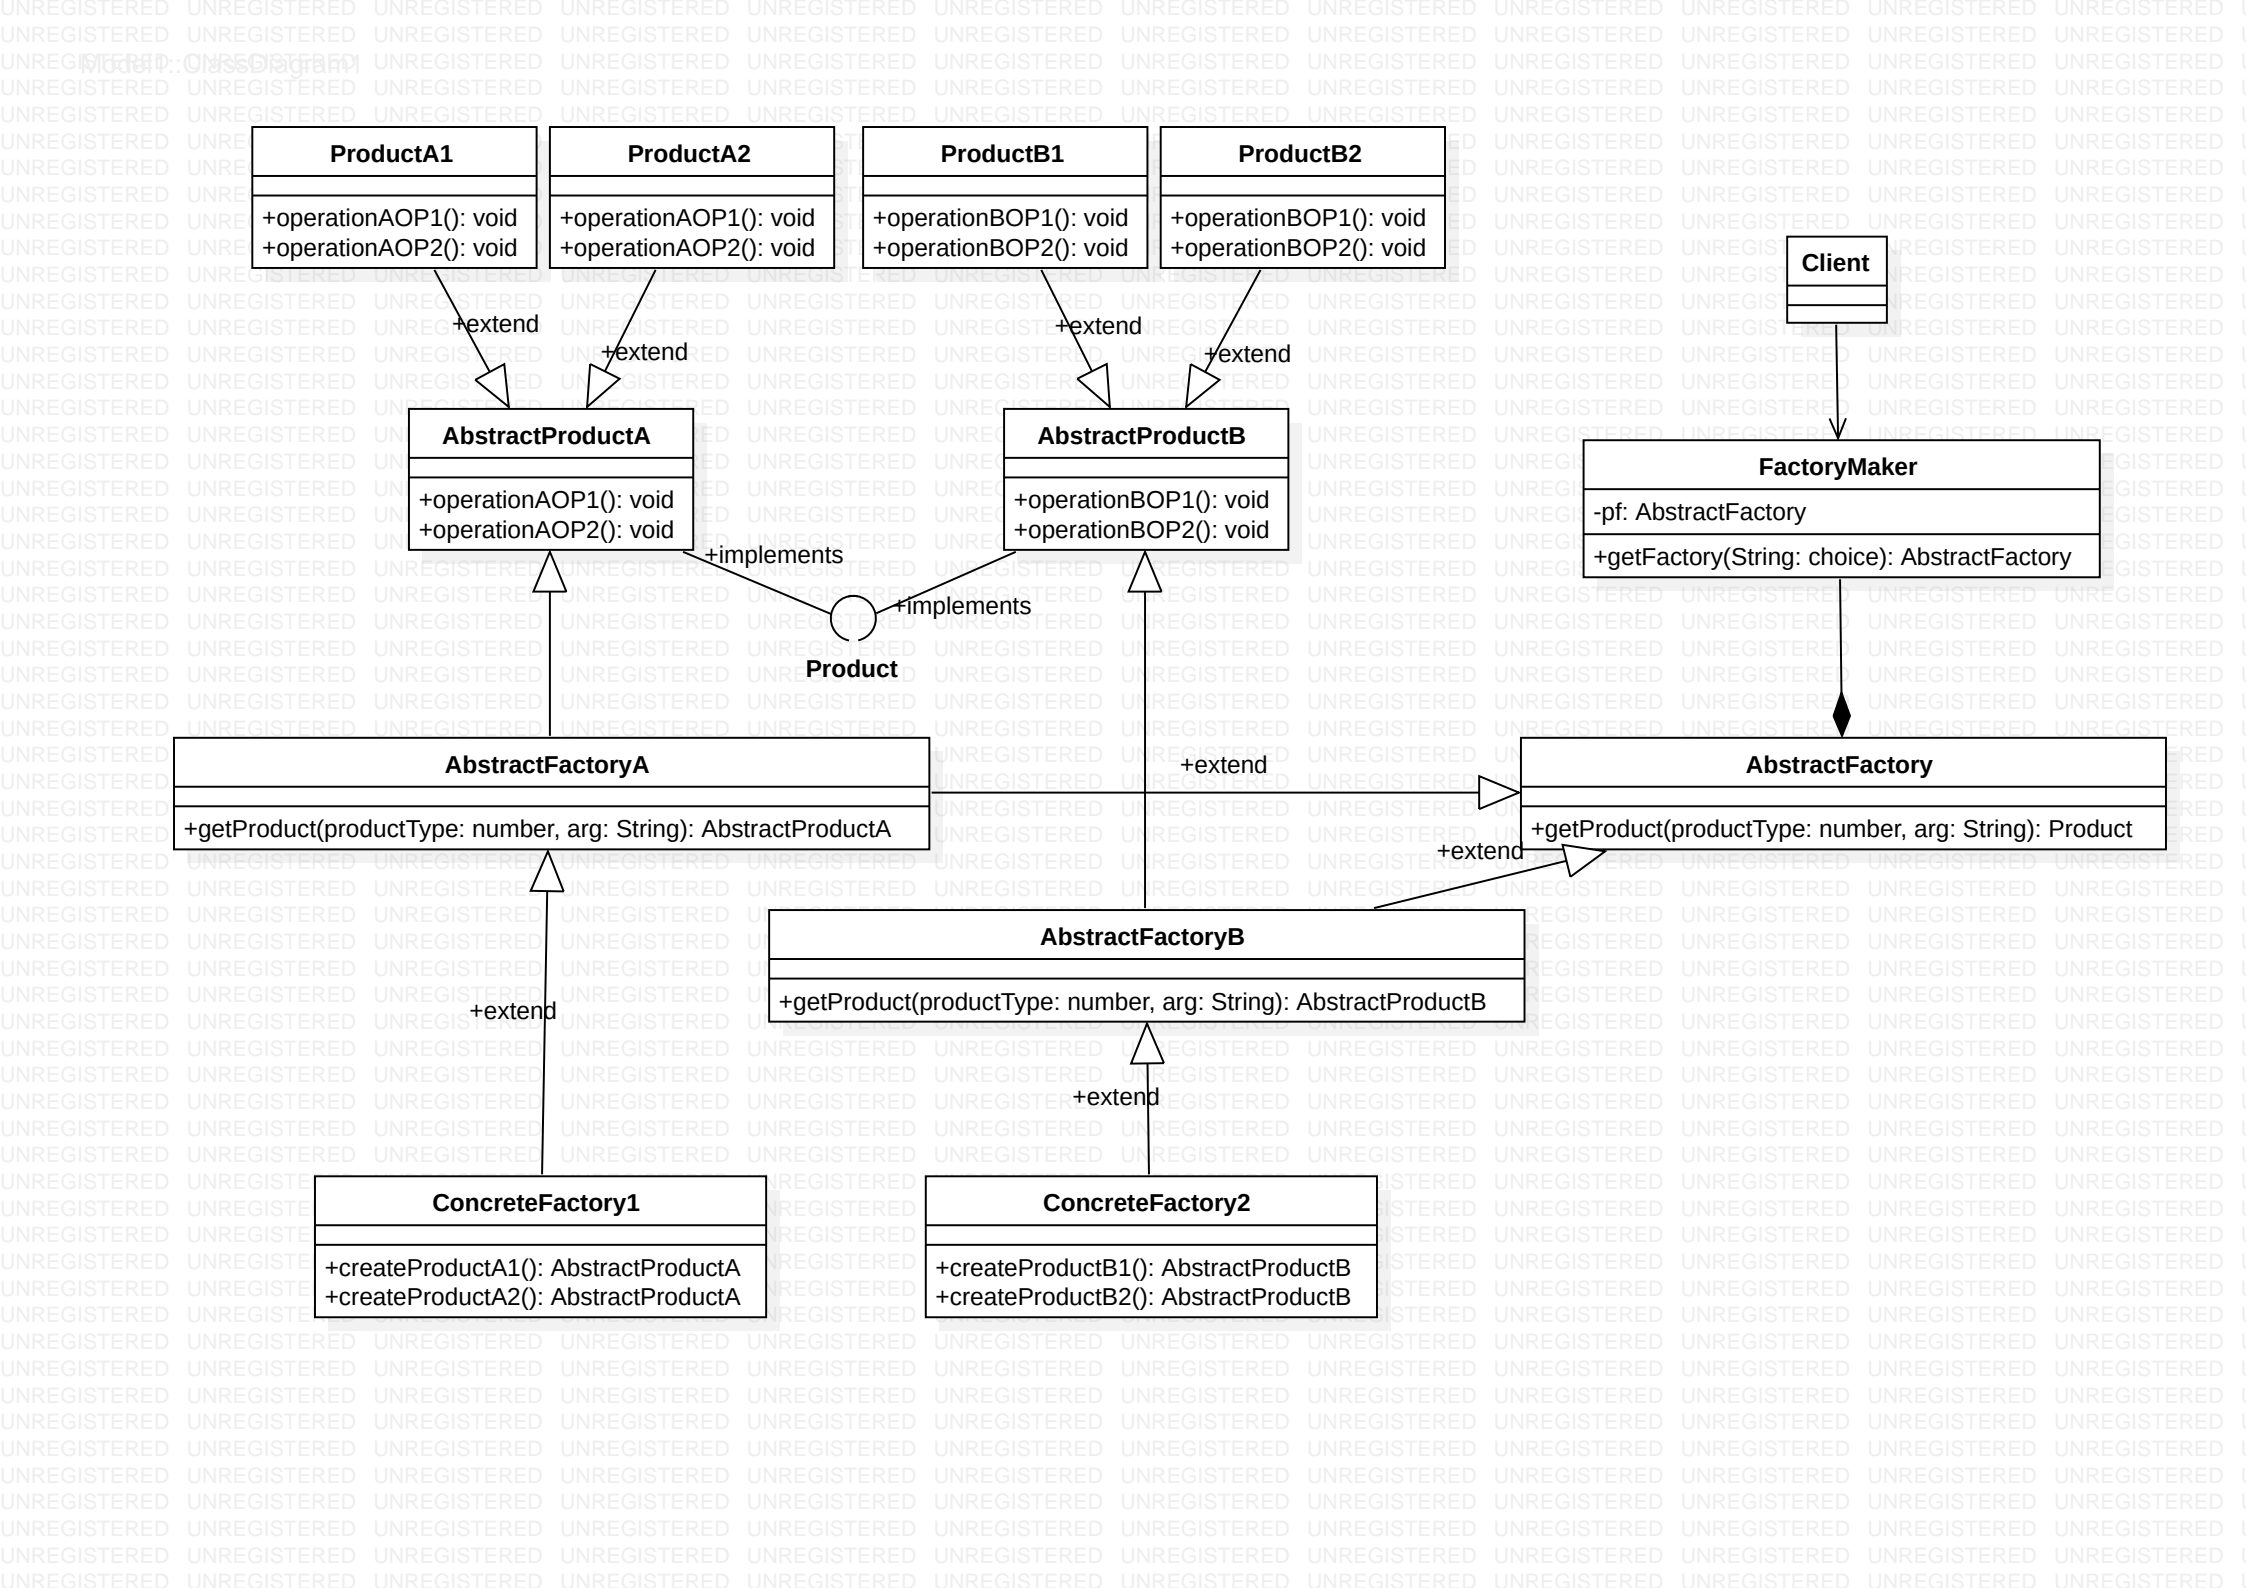 Model1::ClassDiagram1
ProductA1
+operationAOP1(): void
+operationAOP2(): void
ProductA2
+operationAOP1(): void
+operationAOP2(): void
ProductB1
+operationBOP1(): void
+operationBOP2(): void
ProductB2
+operationBOP1(): void
+operationBOP2(): void
Client
+extend
+extend
+extend
+extend
AbstractProductA
+operationAOP1(): void
+operationAOP2(): void
AbstractProductB
+operationBOP1(): void
+operationBOP2(): void
FactoryMaker
-pf: AbstractFactory
+getFactory(String: choice): AbstractFactory
+implements
+implements
Product
AbstractFactoryA
+getProduct(productType: number, arg: String): AbstractProductA
+extend
AbstractFactory
+getProduct(productType: number, arg: String): Product
+extend
AbstractFactoryB
+getProduct(productType: number, arg: String): AbstractProductB
+extend
+extend
ConcreteFactory1
+createProductA1(): AbstractProductA
+createProductA2(): AbstractProductA
ConcreteFactory2
+createProductB1(): AbstractProductB
+createProductB2(): AbstractProductB
UNREGISTERED